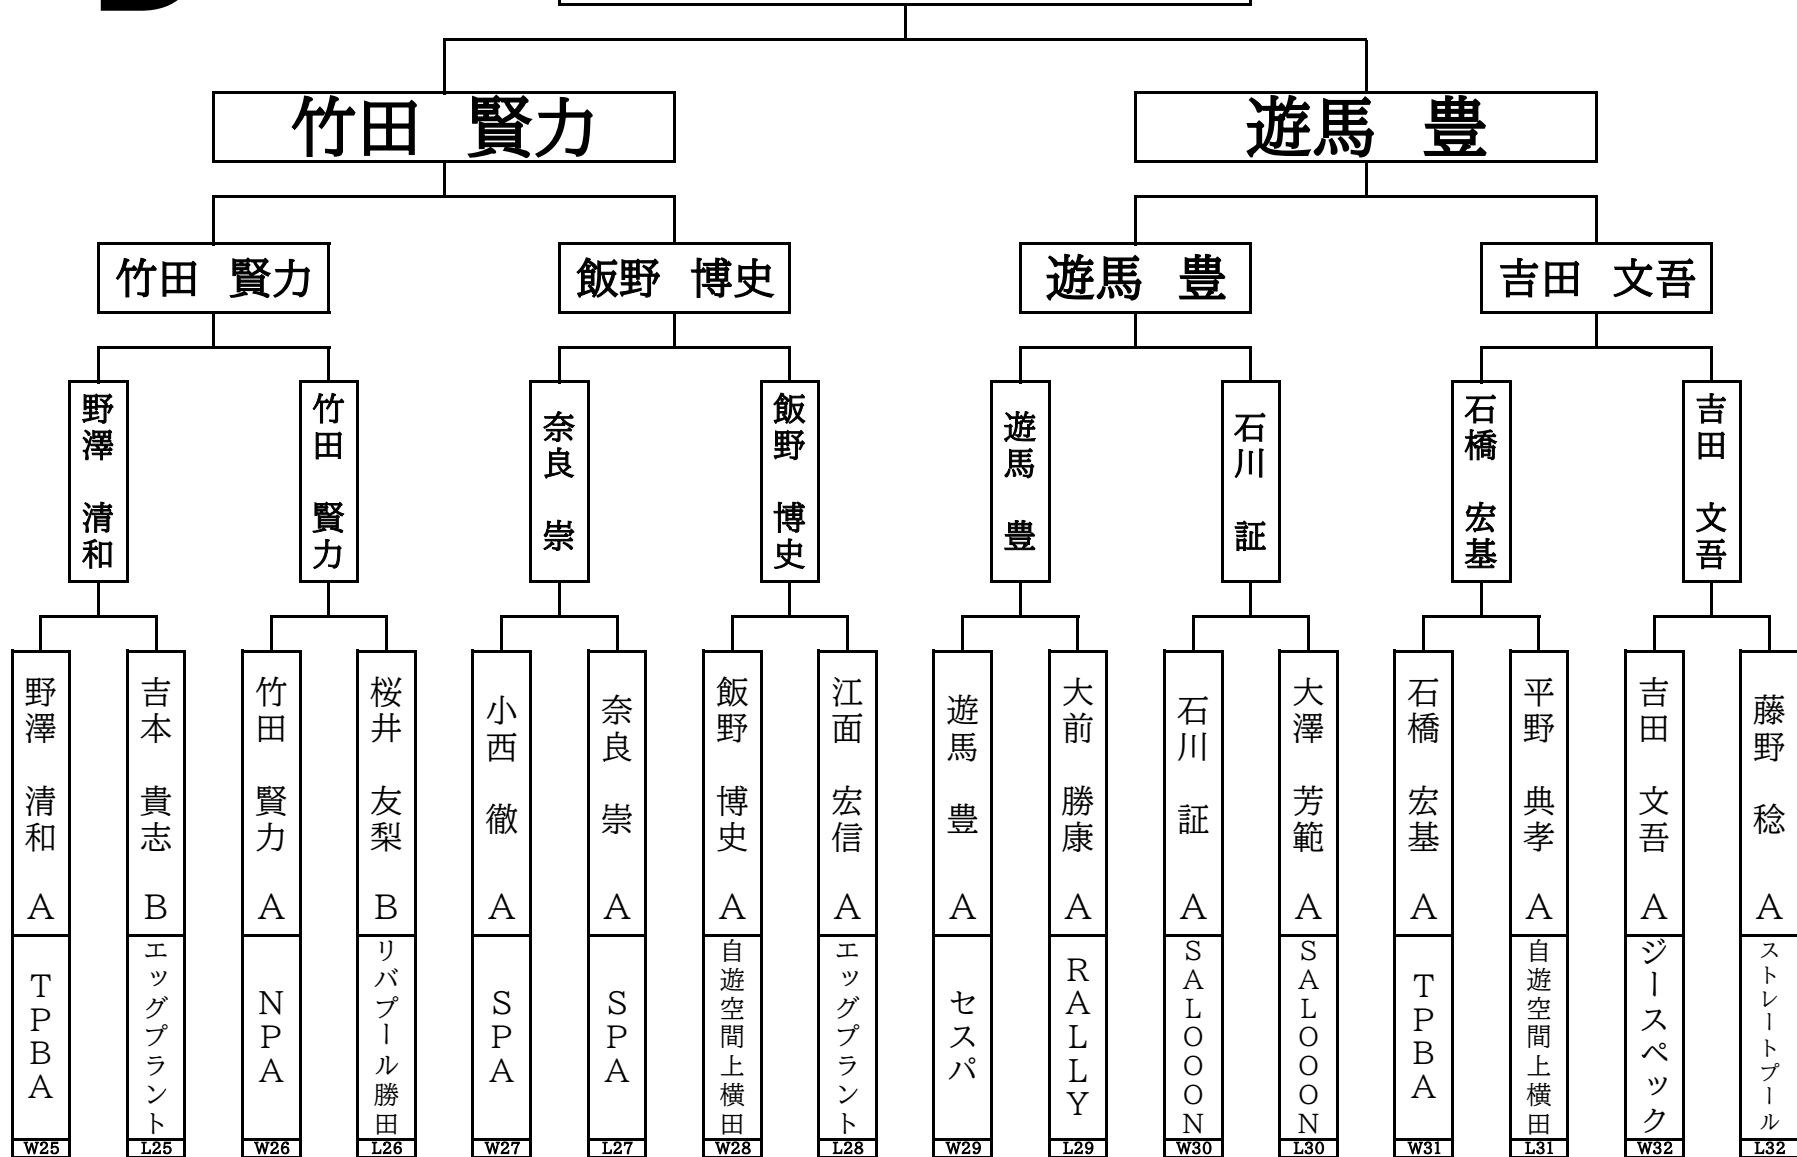 竹田　賢力
遊馬　豊
竹田　賢力
飯野　博史
遊馬　豊
吉田　文吾
野澤　清和
竹田　賢力
奈良　崇
飯野　博史
遊馬　豊
石川　証
石橋　宏基
吉田　文吾
野澤　清和　A
吉本　貴志　B
竹田　賢力　A
桜井　友梨　B
小西　徹　A
奈良　崇　A
飯野　博史　A
江面　宏信　A
遊馬　豊　A
大前　勝康　A
石川　証　A
大澤　芳範　A
石橋　宏基　A
平野　典孝　A
吉田　文吾　A
藤野　稔　A
TPBA
エッグプラント
NPA
リバプール勝田
SPA
SPA
自遊空間上横田
エッグプラント
セスパ
RALLY
SALOOON
SALOOON
TPBA
自遊空間上横田
ジースペック
ストレートプール
W25
L25
W26
L26
W27
L27
W28
L28
W29
L29
W30
L30
W31
L31
W32
L32